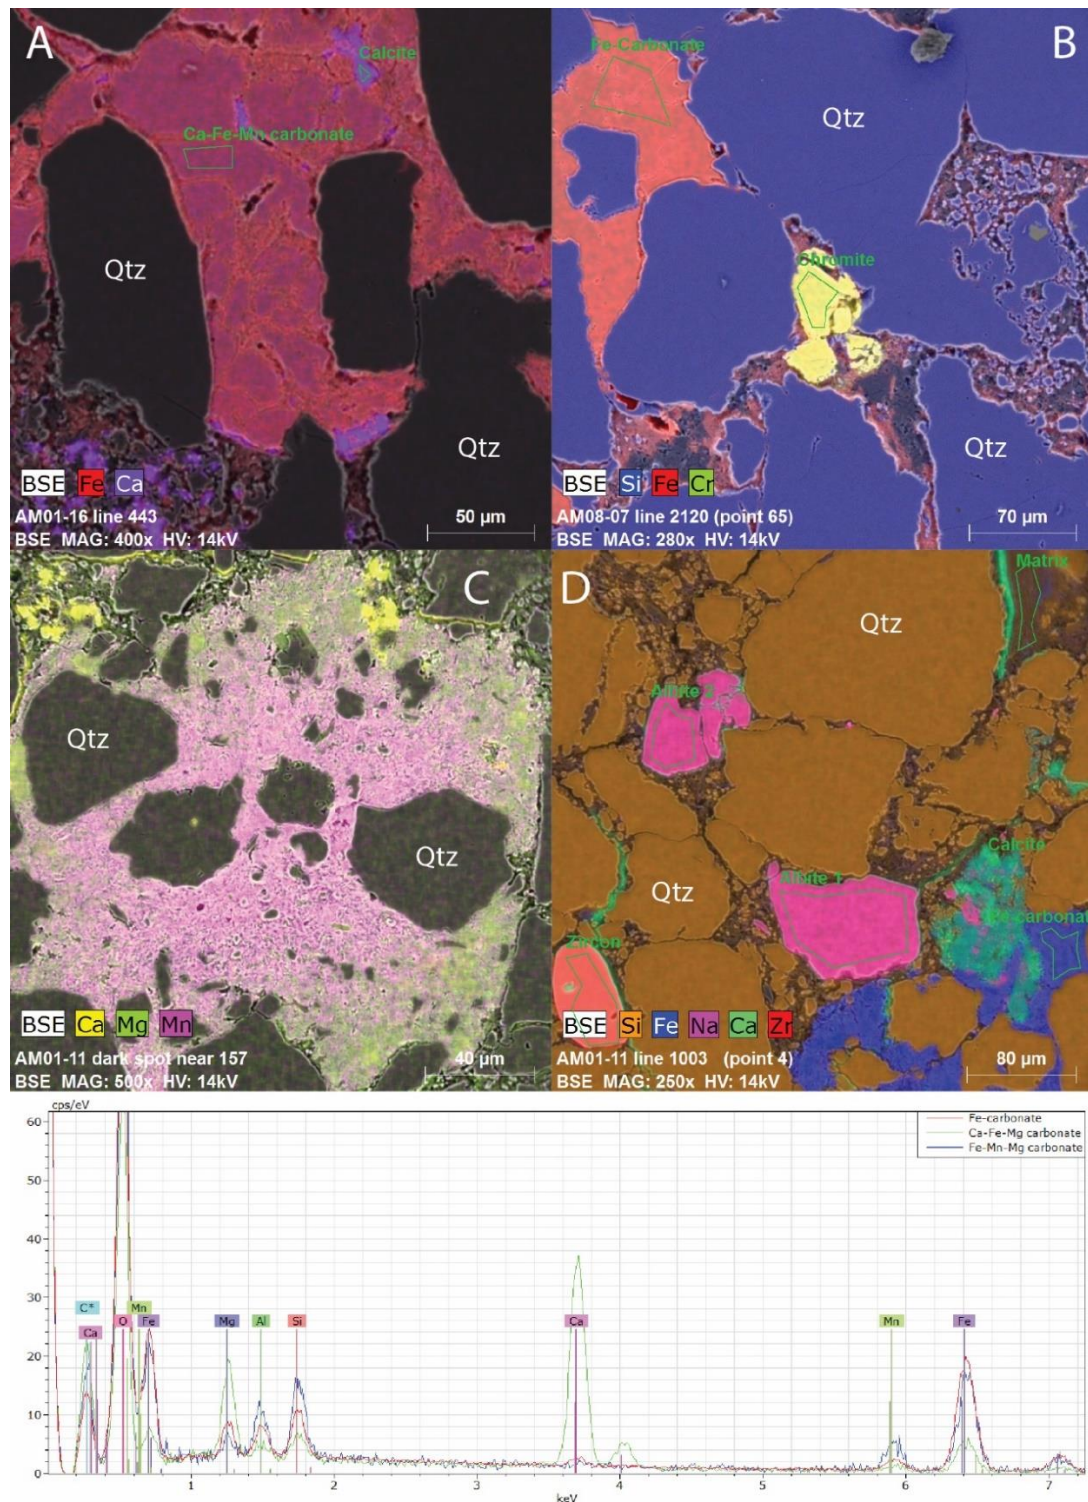 A
Calcite
Ca-Fe-Mn carbonate
Qtz
Qtz
BSE Fe Ca
AM01-16 line 443
BSE MAG: 400x HV: 14kV
50 µm
B
Fe-Carbonate
Qtz
Chromite
Qtz
BSE Si Fe Cr
AM08-07 line 2120 (point 65)
BSE MAG: 280x HV: 14kV
70 µm
C
Qtz
Qtz
BSE Ca Mg Mn
AM01-11 dark spot near 157
BSE MAG: 500x HV: 14kV
40 µm
D
Matrix
Qtz
Albite 2
Calcite
Albite 1
Qtz
Fe-carbonat
Zircon
BSE Si Fe Na Ca Zr
AM01-11 line 1003 (point 4)
BSE MAG: 250x HV: 14kV
80 µm
cps/eV
Fe-carbonate
Ca-Fe-Mg carbonate
Fe-Mn-Mg carbonate
60
50
40
30
20
10
0
C* Mn
Ca O Fe Mg Al Si Ca Mn Fe
1 2 3 4 5 6 7
keV